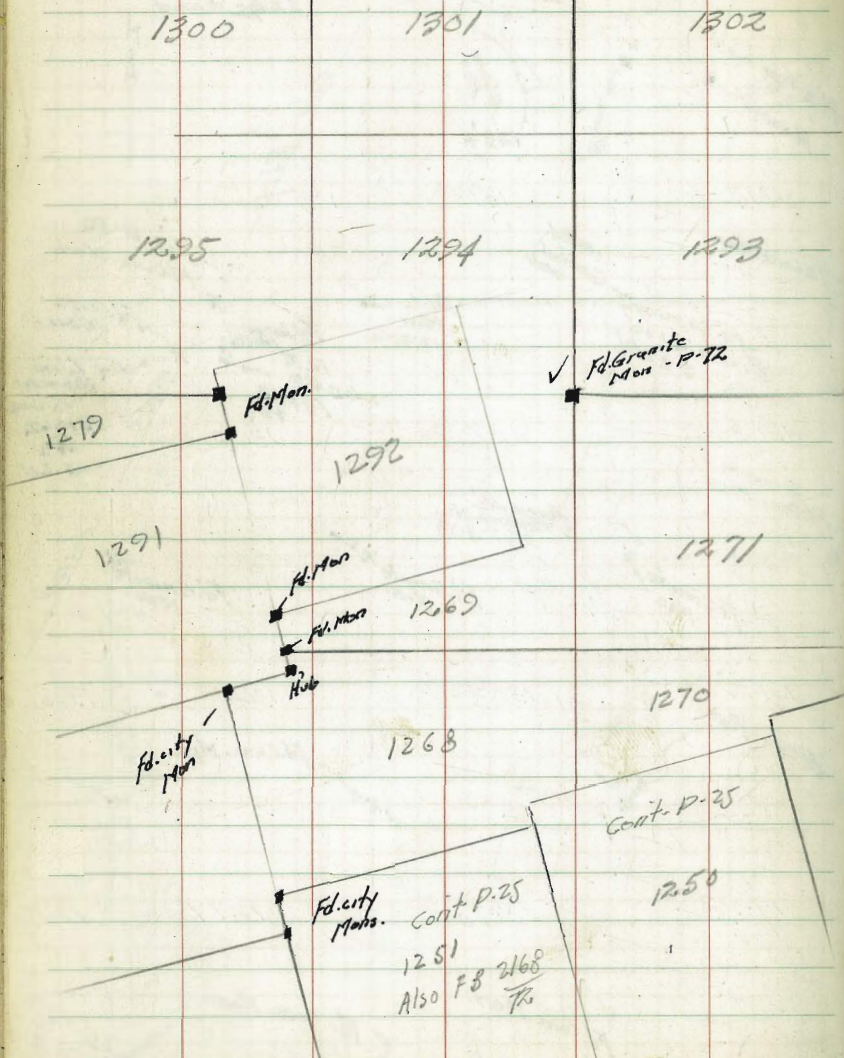 1300
1301
1302
1295
1294
1293
Fd. Granite
Mon - P-72
Fd. Mon.
1279
1292
1291
1271
Fd. Mon
1269
Fd. Mon
Hub
1270
1268
Fd. city
Mon
Cont- P-25
1250
Fd. city
Mons.
Cont P.25
1251
Also FB 2168
72